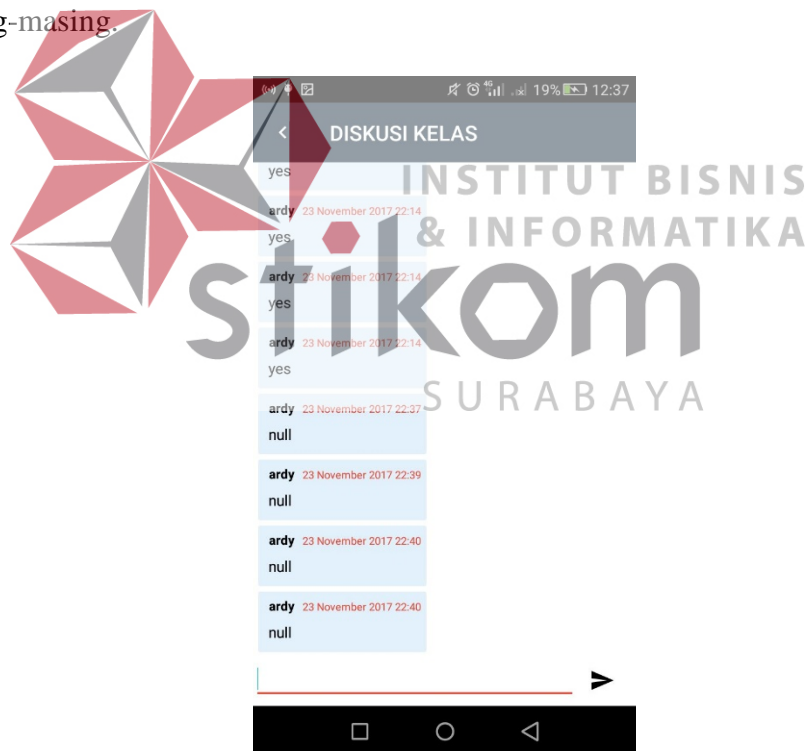 g-masing.
19% 12:37
DISKUSI KELAS
yes
ardy 23 November 2017 22:14
yes
ardy 23 November 2017 22:14
yes
ardy 23 November 2017 22:14
yes
ardy 23 November 2017 22:37
null
ardy 23 November 2017 22:39
null
ardy 23 November 2017 22:40
null
ardy 23 November 2017 22:40
null
INSTITUT BISNIS
& INFORMATIKA
stikom
SURABAYA